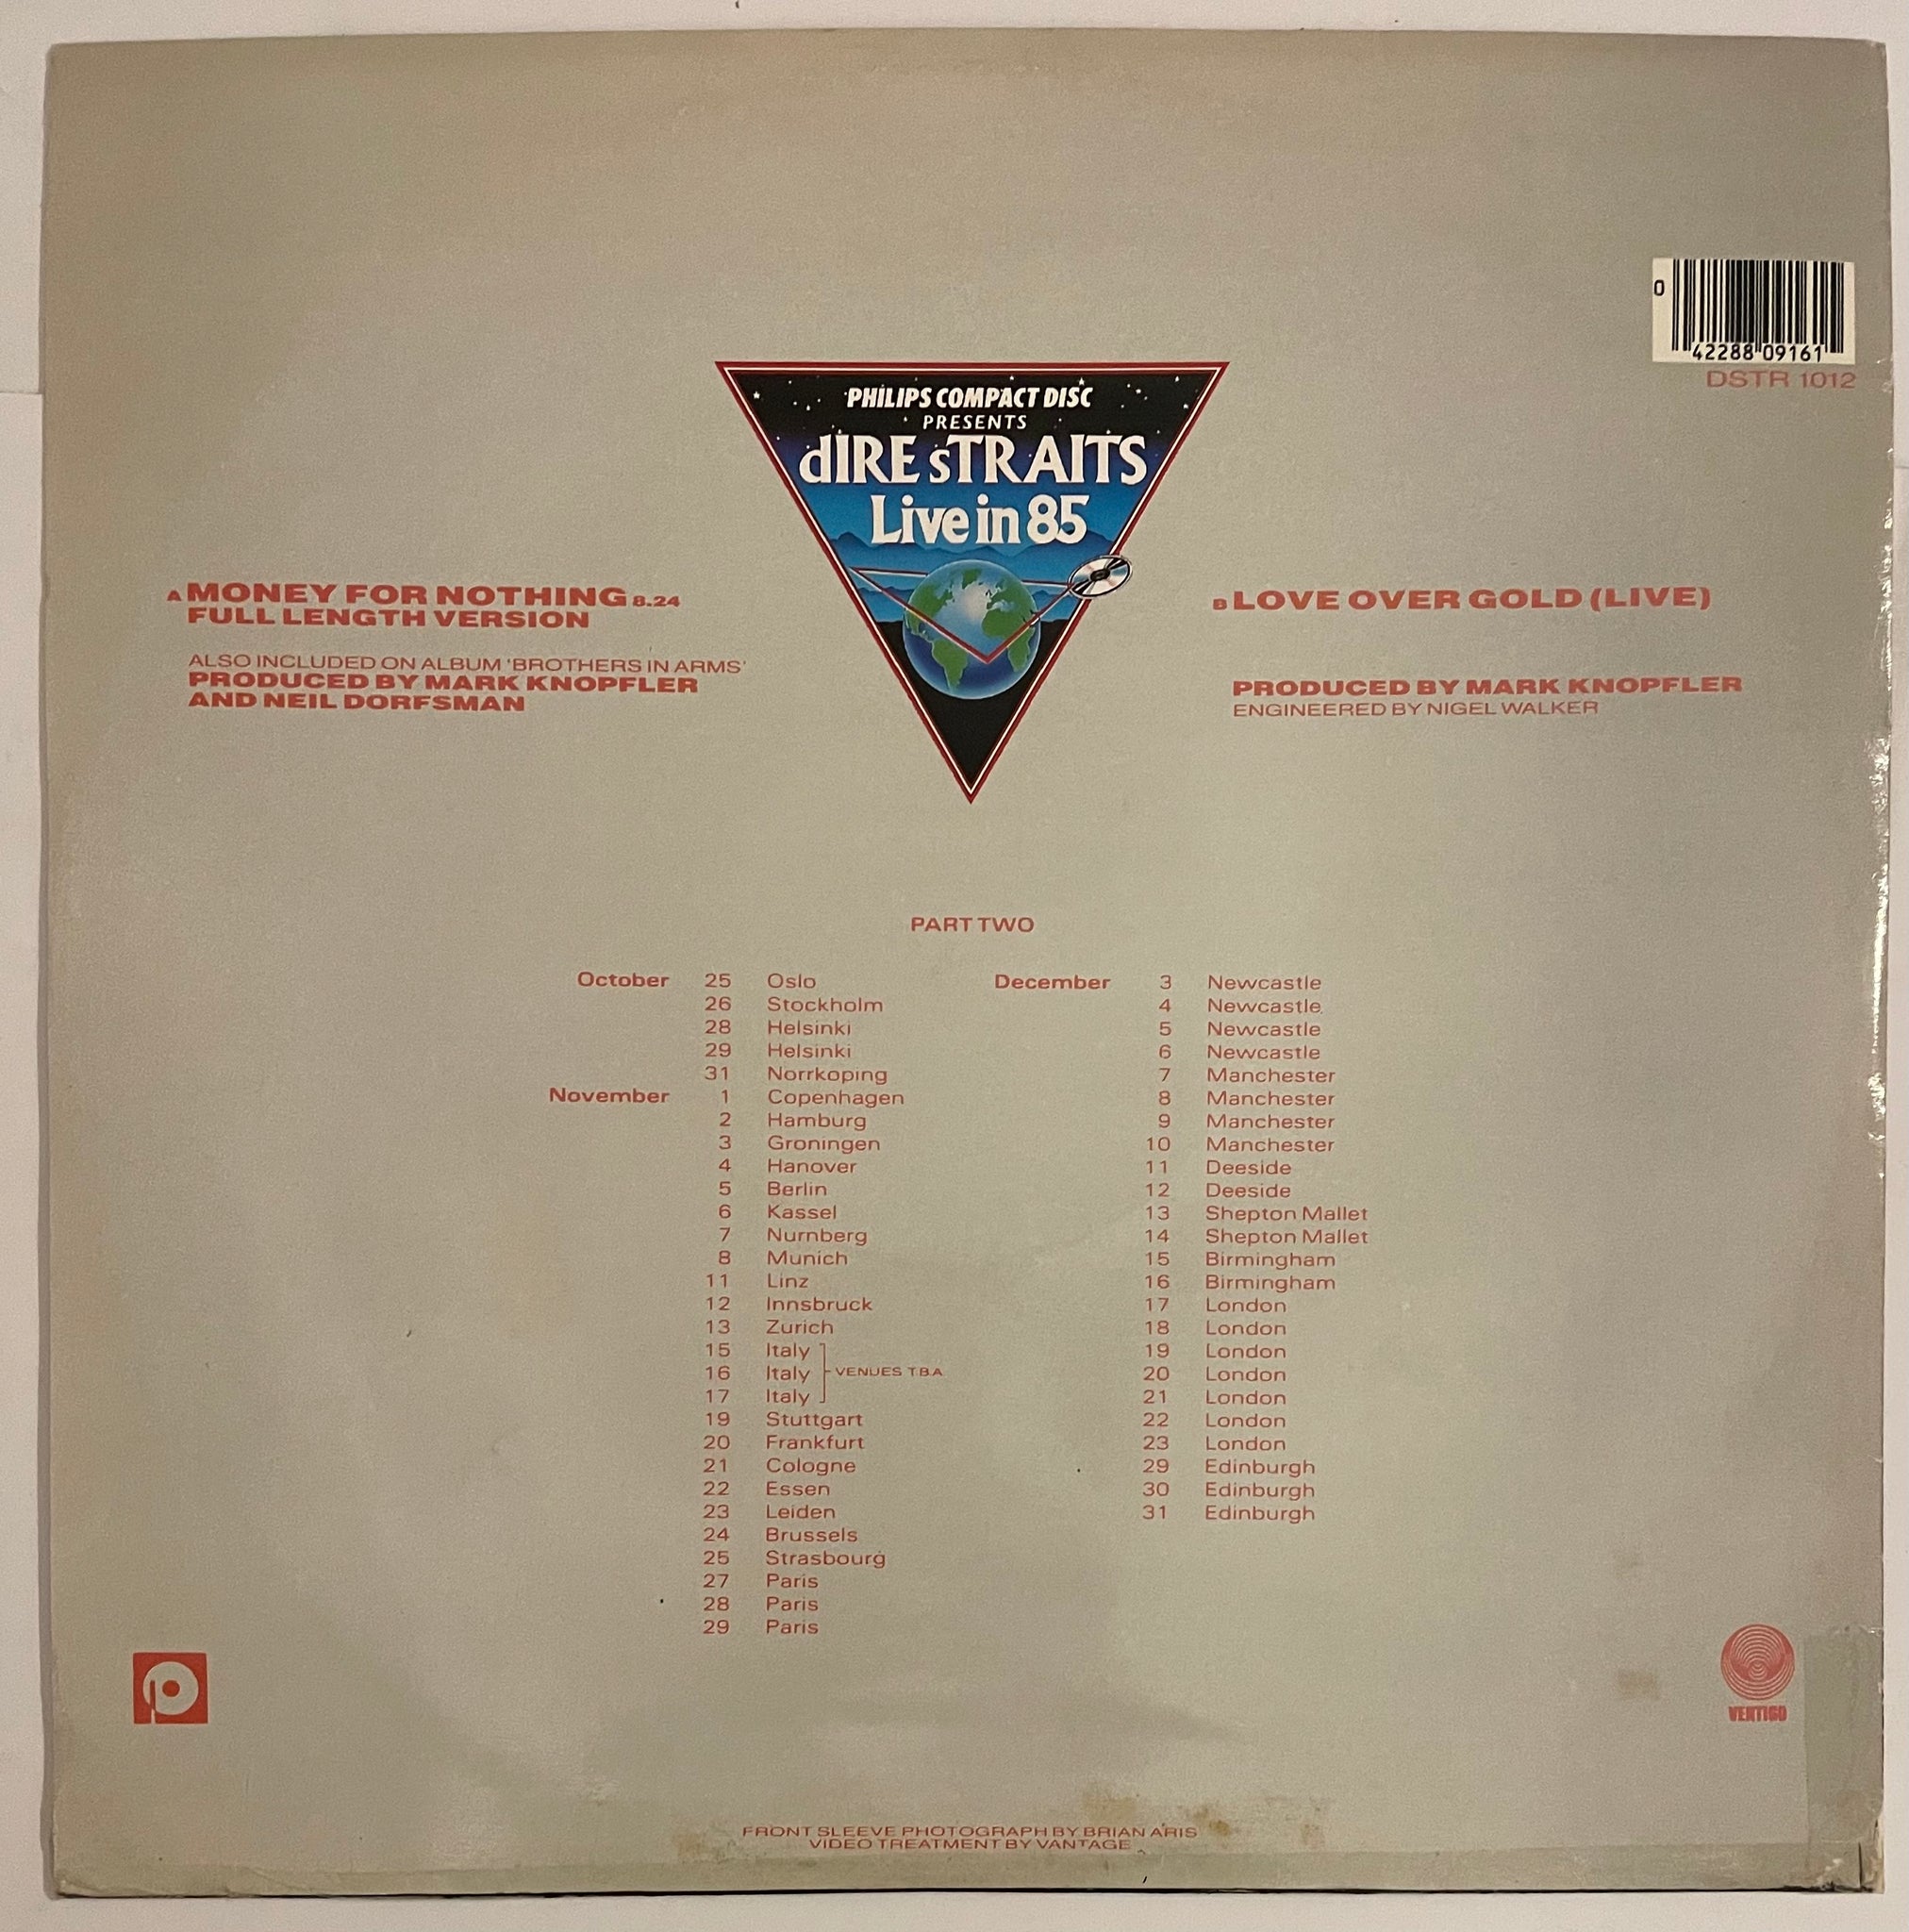 0
42288 09161
DSTR 1012
PHILIPS COMPACT DISC
PRESENTS
dIRE sTRAITS
Live in 85
A MONEY FOR NOTHING 8.24
FULL LENGTH VERSION
ALSO INCLUDED ON ALBUM 'BROTHERS IN ARMS'
PRODUCED BY MARK KNOPFLER
AND NEIL DORFSMAN
B LOVE OVER GOLD (LIVE)
PRODUCED BY MARK KNOPFLER
ENGINEERED BY NIGEL WALKER
PART TWO
October 25 Oslo
26 Stockholm
28 Helsinki
29 Helsinki
31 Norrkoping
November 1 Copenhagen
2 Hamburg
3 Groningen
4 Hanover
5 Berlin
6 Kassel
7 Nurnberg
8 Munich
11 Linz
12 Innsbruck
13 Zurich
15 Italy
16 Italy VENUES T.B.A.
17 Italy
19 Stuttgart
20 Frankfurt
21 Cologne
22 Essen
23 Leiden
24 Brussels
25 Strasbourg
27 Paris
28 Paris
29 Paris
December 3 Newcastle
4 Newcastle
5 Newcastle
6 Newcastle
7 Manchester
8 Manchester
9 Manchester
10 Manchester
11 Deeside
12 Deeside
13 Shepton Mallet
14 Shepton Mallet
15 Birmingham
16 Birmingham
17 London
18 London
19 London
20 London
21 London
22 London
23 London
29 Edinburgh
30 Edinburgh
31 Edinburgh
VERTIGO
FRONT SLEEVE PHOTOGRAPH BY BRIAN ARIS
VIDEO TREATMENT BY VANTAGE